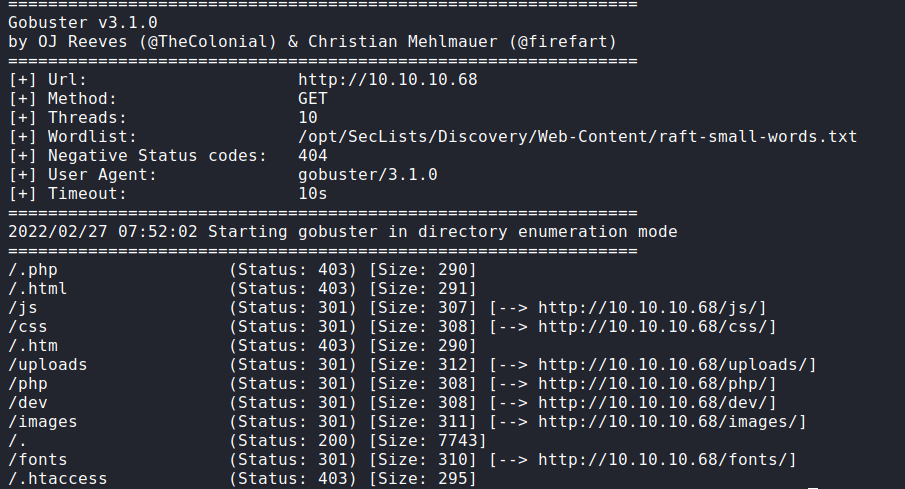 ===============================================================
Gobuster v3.1.0
by OJ Reeves (@TheColonial) & Christian Mehlmauer (@firefart)
===============================================================
[+] Url:                     http://10.10.10.68
[+] Method:                  GET
[+] Threads:                 10
[+] Wordlist:                /opt/SecLists/Discovery/Web-Content/raft-small-words.txt
[+] Negative Status codes:   404
[+] User Agent:              gobuster/3.1.0
[+] Timeout:                 10s
===============================================================
2022/02/27 07:52:02 Starting gobuster in directory enumeration mode
===============================================================
/.php                 (Status: 403) [Size: 290]
/.html                (Status: 403) [Size: 291]
/js                   (Status: 301) [Size: 307] [--> http://10.10.10.68/js/]
/css                  (Status: 301) [Size: 308] [--> http://10.10.10.68/css/]
/.htm                 (Status: 403) [Size: 290]
/uploads              (Status: 301) [Size: 312] [--> http://10.10.10.68/uploads/]
/php                  (Status: 301) [Size: 308] [--> http://10.10.10.68/php/]
/dev                  (Status: 301) [Size: 308] [--> http://10.10.10.68/dev/]
/images               (Status: 301) [Size: 311] [--> http://10.10.10.68/images/]
/.                    (Status: 200) [Size: 7743]
/fonts                (Status: 301) [Size: 310] [--> http://10.10.10.68/fonts/]
/.htaccess            (Status: 403) [Size: 295]